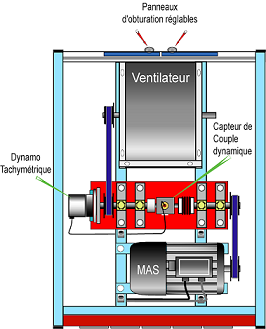 Panneaux
d'obturation réglables
Ventilateur
Capteur de
Couple
dynamique
Dynamo
Tachymétrique
MAS